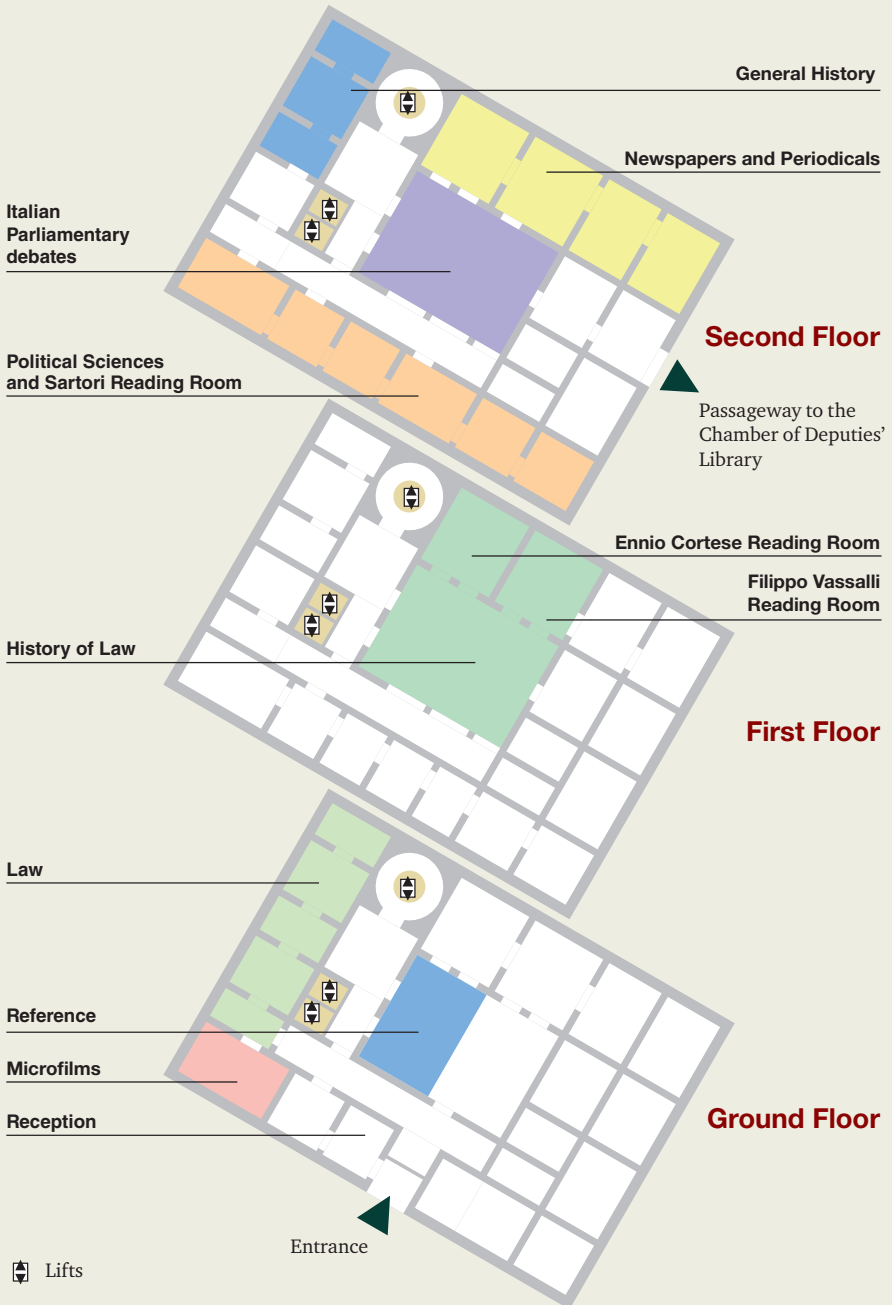 General History
Newspapers and Periodicals
Italian
Parliamentary
debates
Second Floor
Political Sciences
and Sartori Reading Room
Passageway to the
Chamber of Deputies’
Library
Ennio Cortese Reading Room
Filippo Vassalli
Reading Room
History of Law
First Floor
Law
Reference
Microfilms
Reception
Ground Floor
Entrance
Lifts